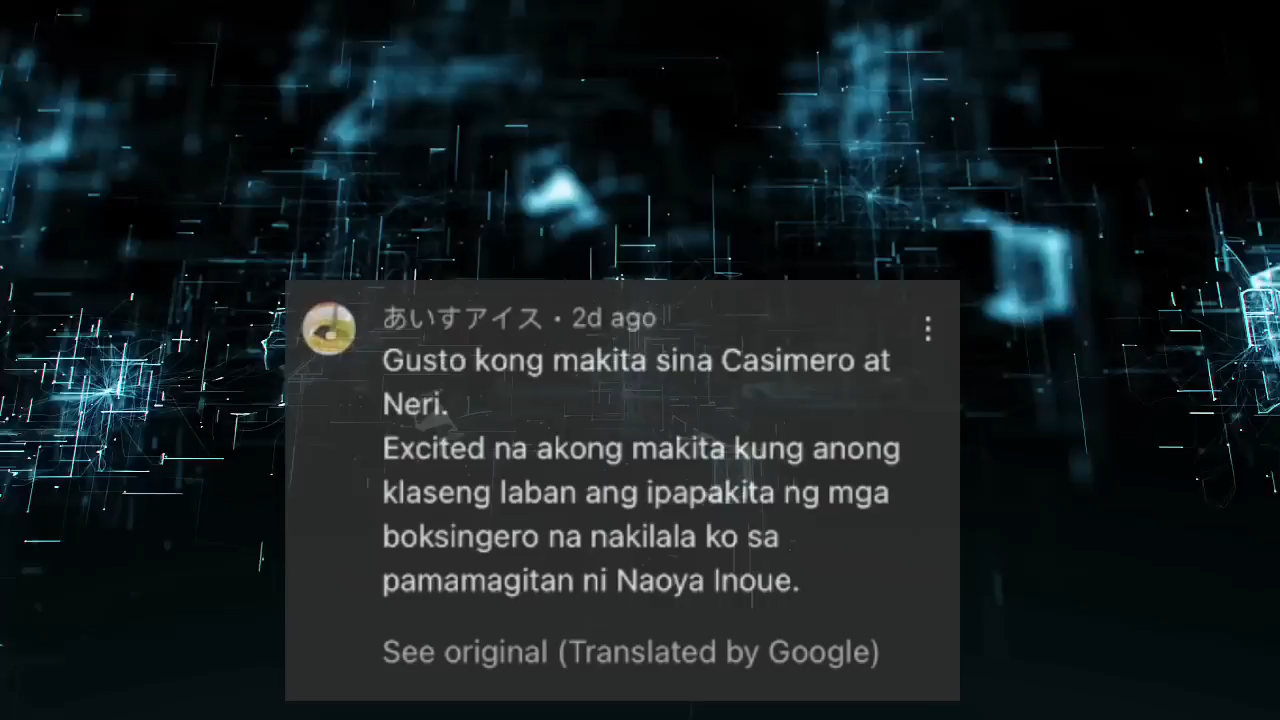 あいすアイス・2d ago
Gusto kong makita sina Casimero at
Neri.
Excited na akong makita kung anong
klaseng laban ang ipapakita ng mga
boksingero na nakilala ko sa
pamamagitan ni Naoya Inoue.
See original (Translated by Google)